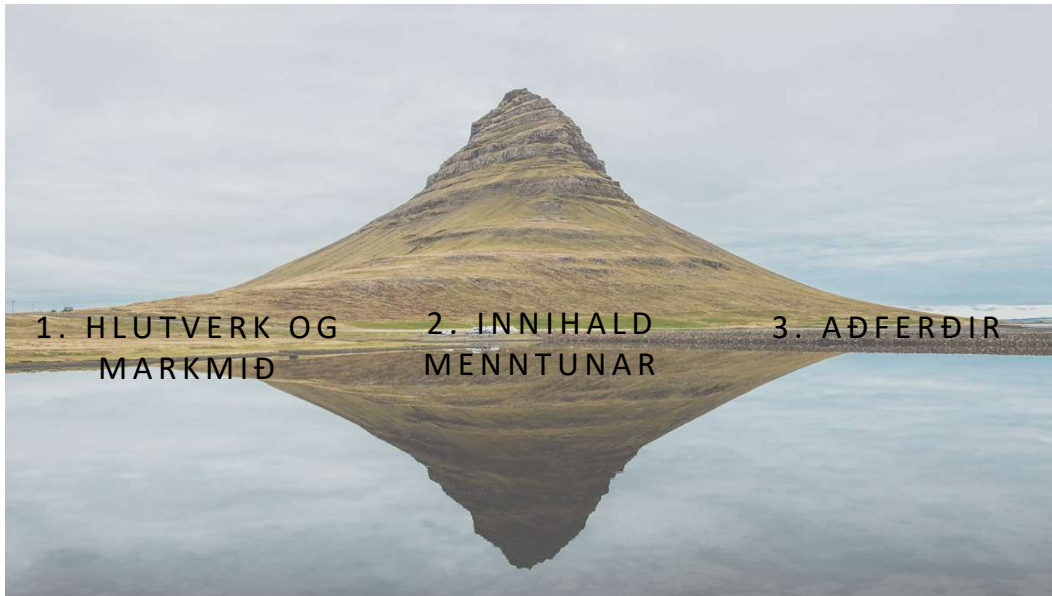 1. HLUTVERK OG
MARKMIÐ
2. INNIHALD
MENNTUNAR
3. AÐFERÐIR